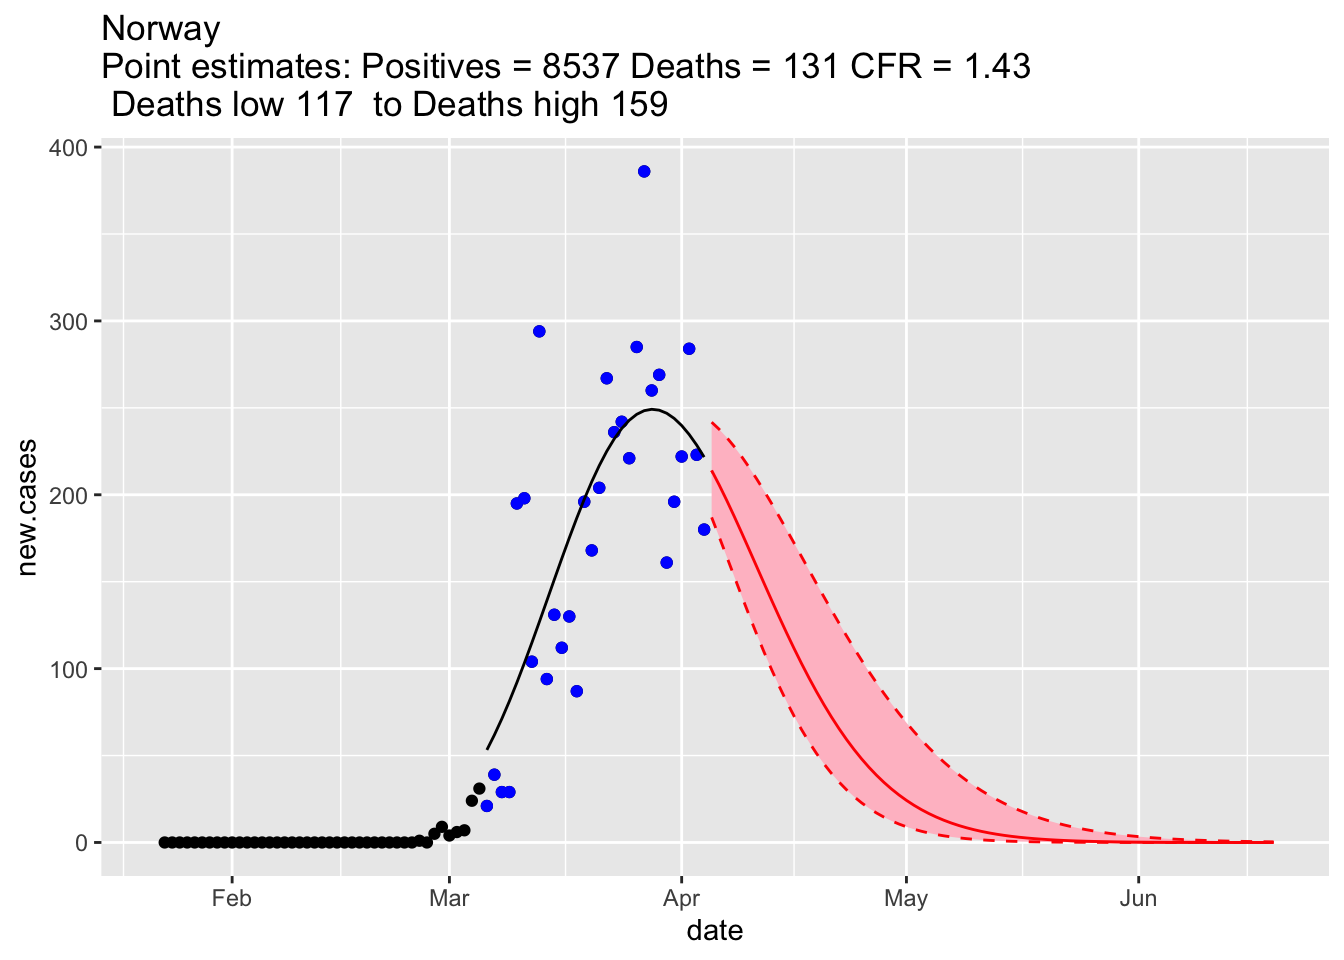 Norway
Point estimates: Positives = 8537 Deaths = 131 CFR = 1.43
Deaths low 117  to Deaths high 159
400
300
200
100
0
new.cases
Feb Mar Apr May Jun
date